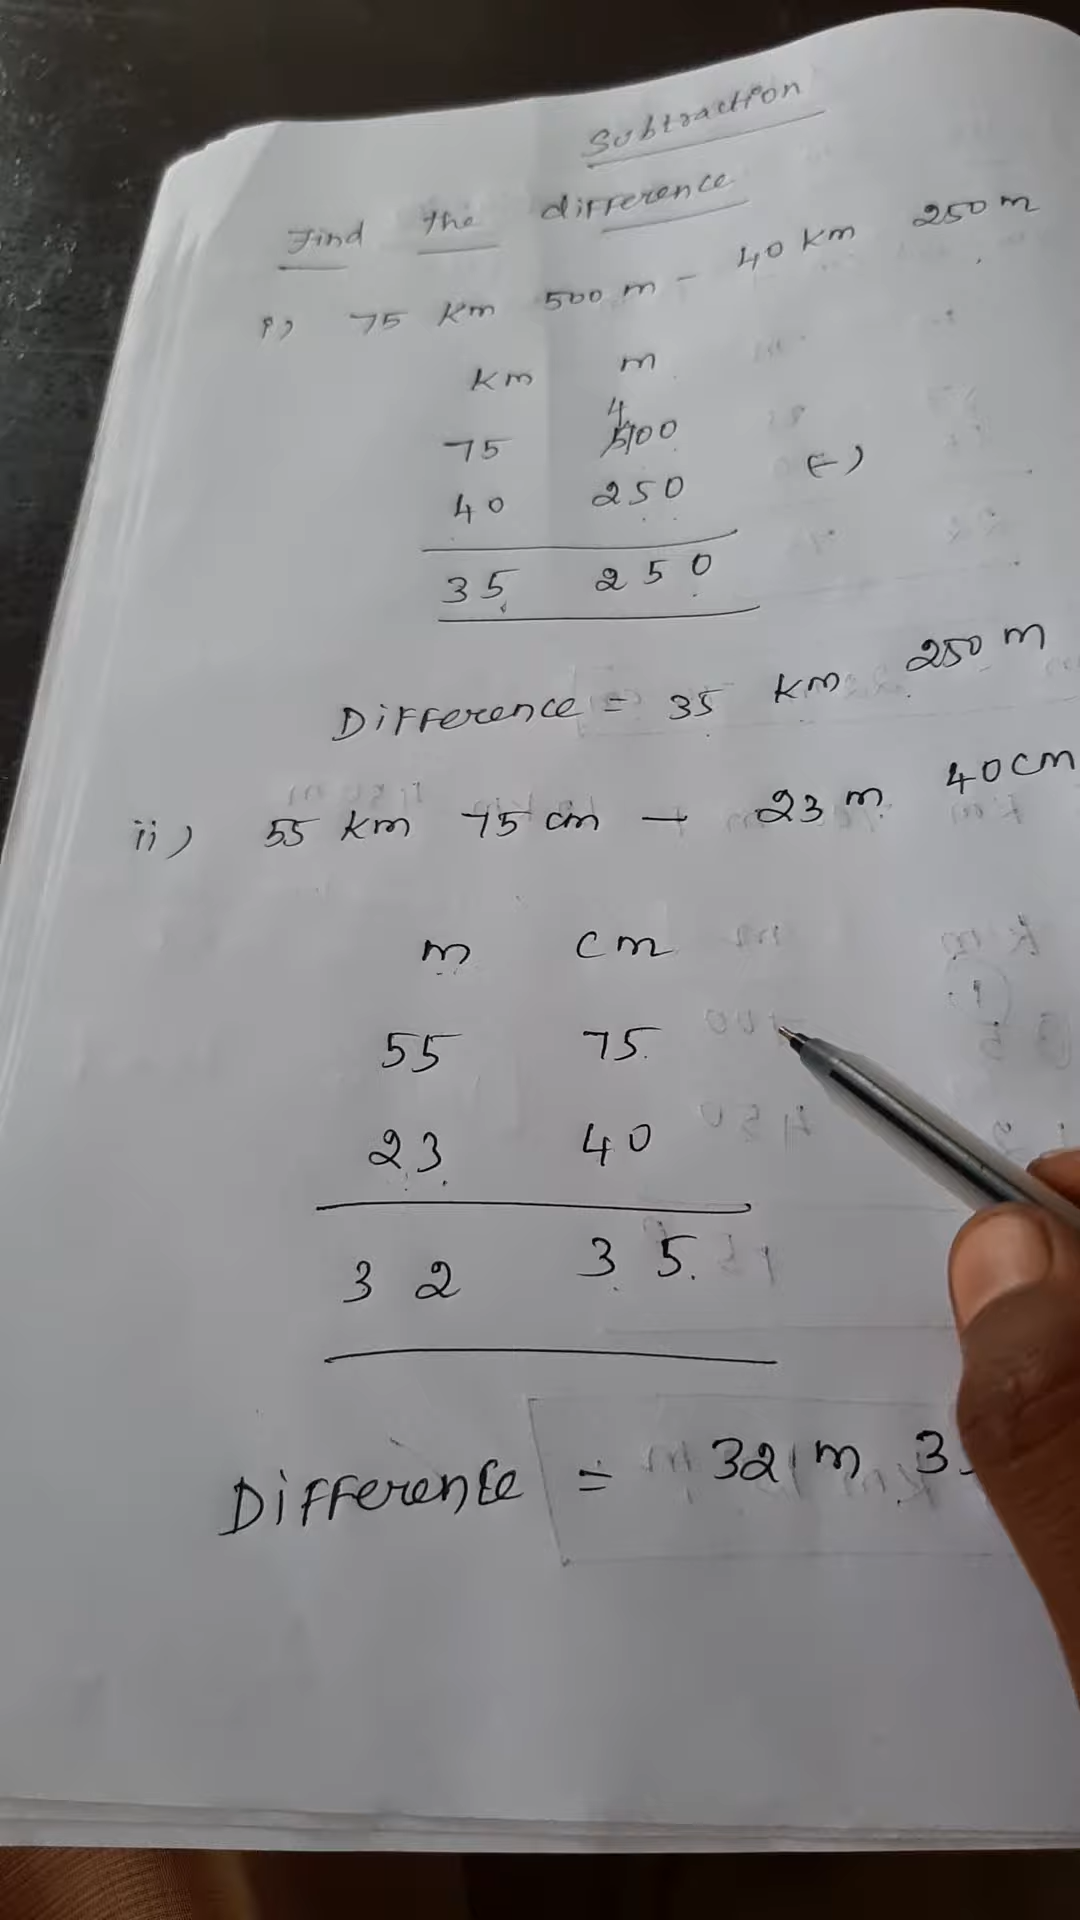 Subtraction
Find the difference
i) 75 Km 500 m - 40 Km 250 m
Km m
4
75 500
40 250 (-)
35 250
Difference = 35 Km 250 m
ii) 55 Km 75 cm - 23 m 40 cm
m cm
55 75
23 40
32 35
Difference = 32 m 3